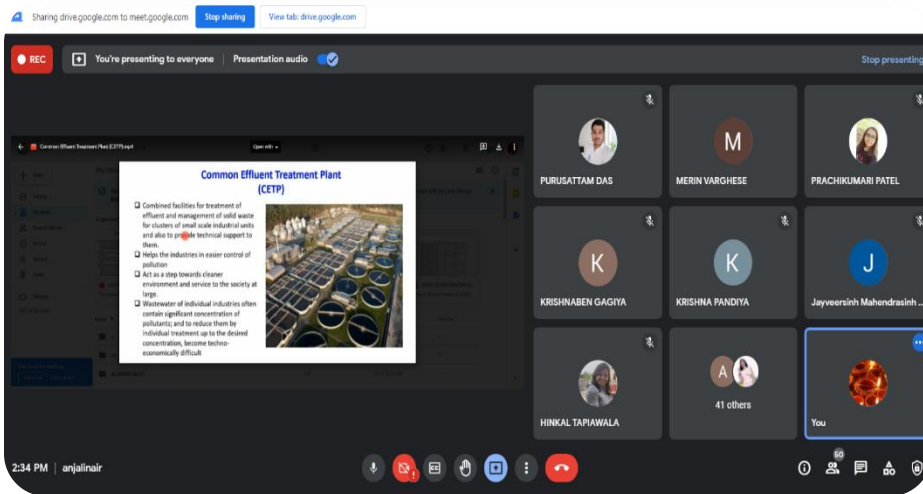 Sharing drive.google.com to meet.google.com Stop sharing View tab: drive.google.com
REC You're presenting to everyone Presentation audio Stop presenting
Common Effluent Treatment Plant (CETP).mp4 Open with
Common Effluent Treatment Plant
(CETP)
Combined facilities for treatment of
effluent and management of solid waste
for clusters of small scale industrial units
and also to provide technical support to
them.
Helps the industries in easier control of
pollution
Act as a step towards cleaner
environment and service to the society at
large.
Wastewater of individual industries often
contain significant concentration of
pollutants; and to reduce them by
individual treatment up to the desired
concentration, become techno-
economically difficult
PURUSATTAM DAS
M
MERIN VARGHESE
PRACHIKUMARI PATEL
K
KRISHNABEN GAGIYA
K
KRISHNA PANDIYA
J
Jayveersinh Mahendrasinh ...
HINKAL TAPIAWALA
A
41 others
You
2:34 PM | anjalinair
60